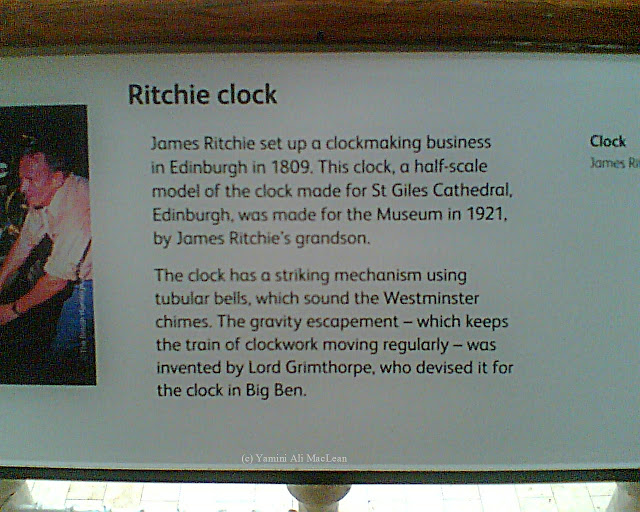 Ritchie clock
James Ritchie set up a clockmaking business
in Edinburgh in 1809. This clock, a half-scale
model of the clock made for St Giles Cathedral,
Edinburgh, was made for the Museum in 1921,
by James Ritchie's grandson.
The clock has a striking mechanism using
tubular bells, which sound the Westminster
chimes. The gravity escapement – which keeps
the train of clockwork moving regularly – was
invented by Lord Grimthorpe, who devised it for
the clock in Big Ben.
Clock
James Ri
(c) Yamini Ali MacLean